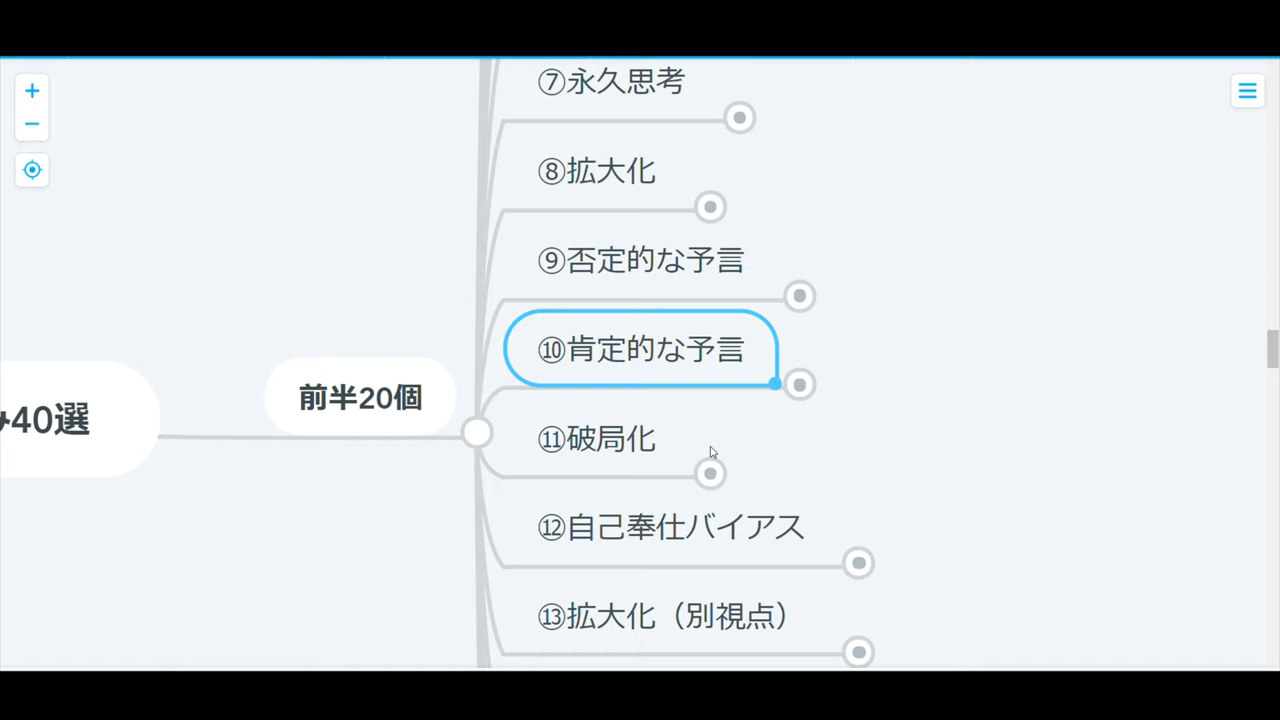 ⑦永久思考
⑧拡大化
⑨否定的な予言
⑩肯定的な予言
前半20個
40選
⑪破局化
⑫自己奉仕バイアス
⑬拡大化（別視点）